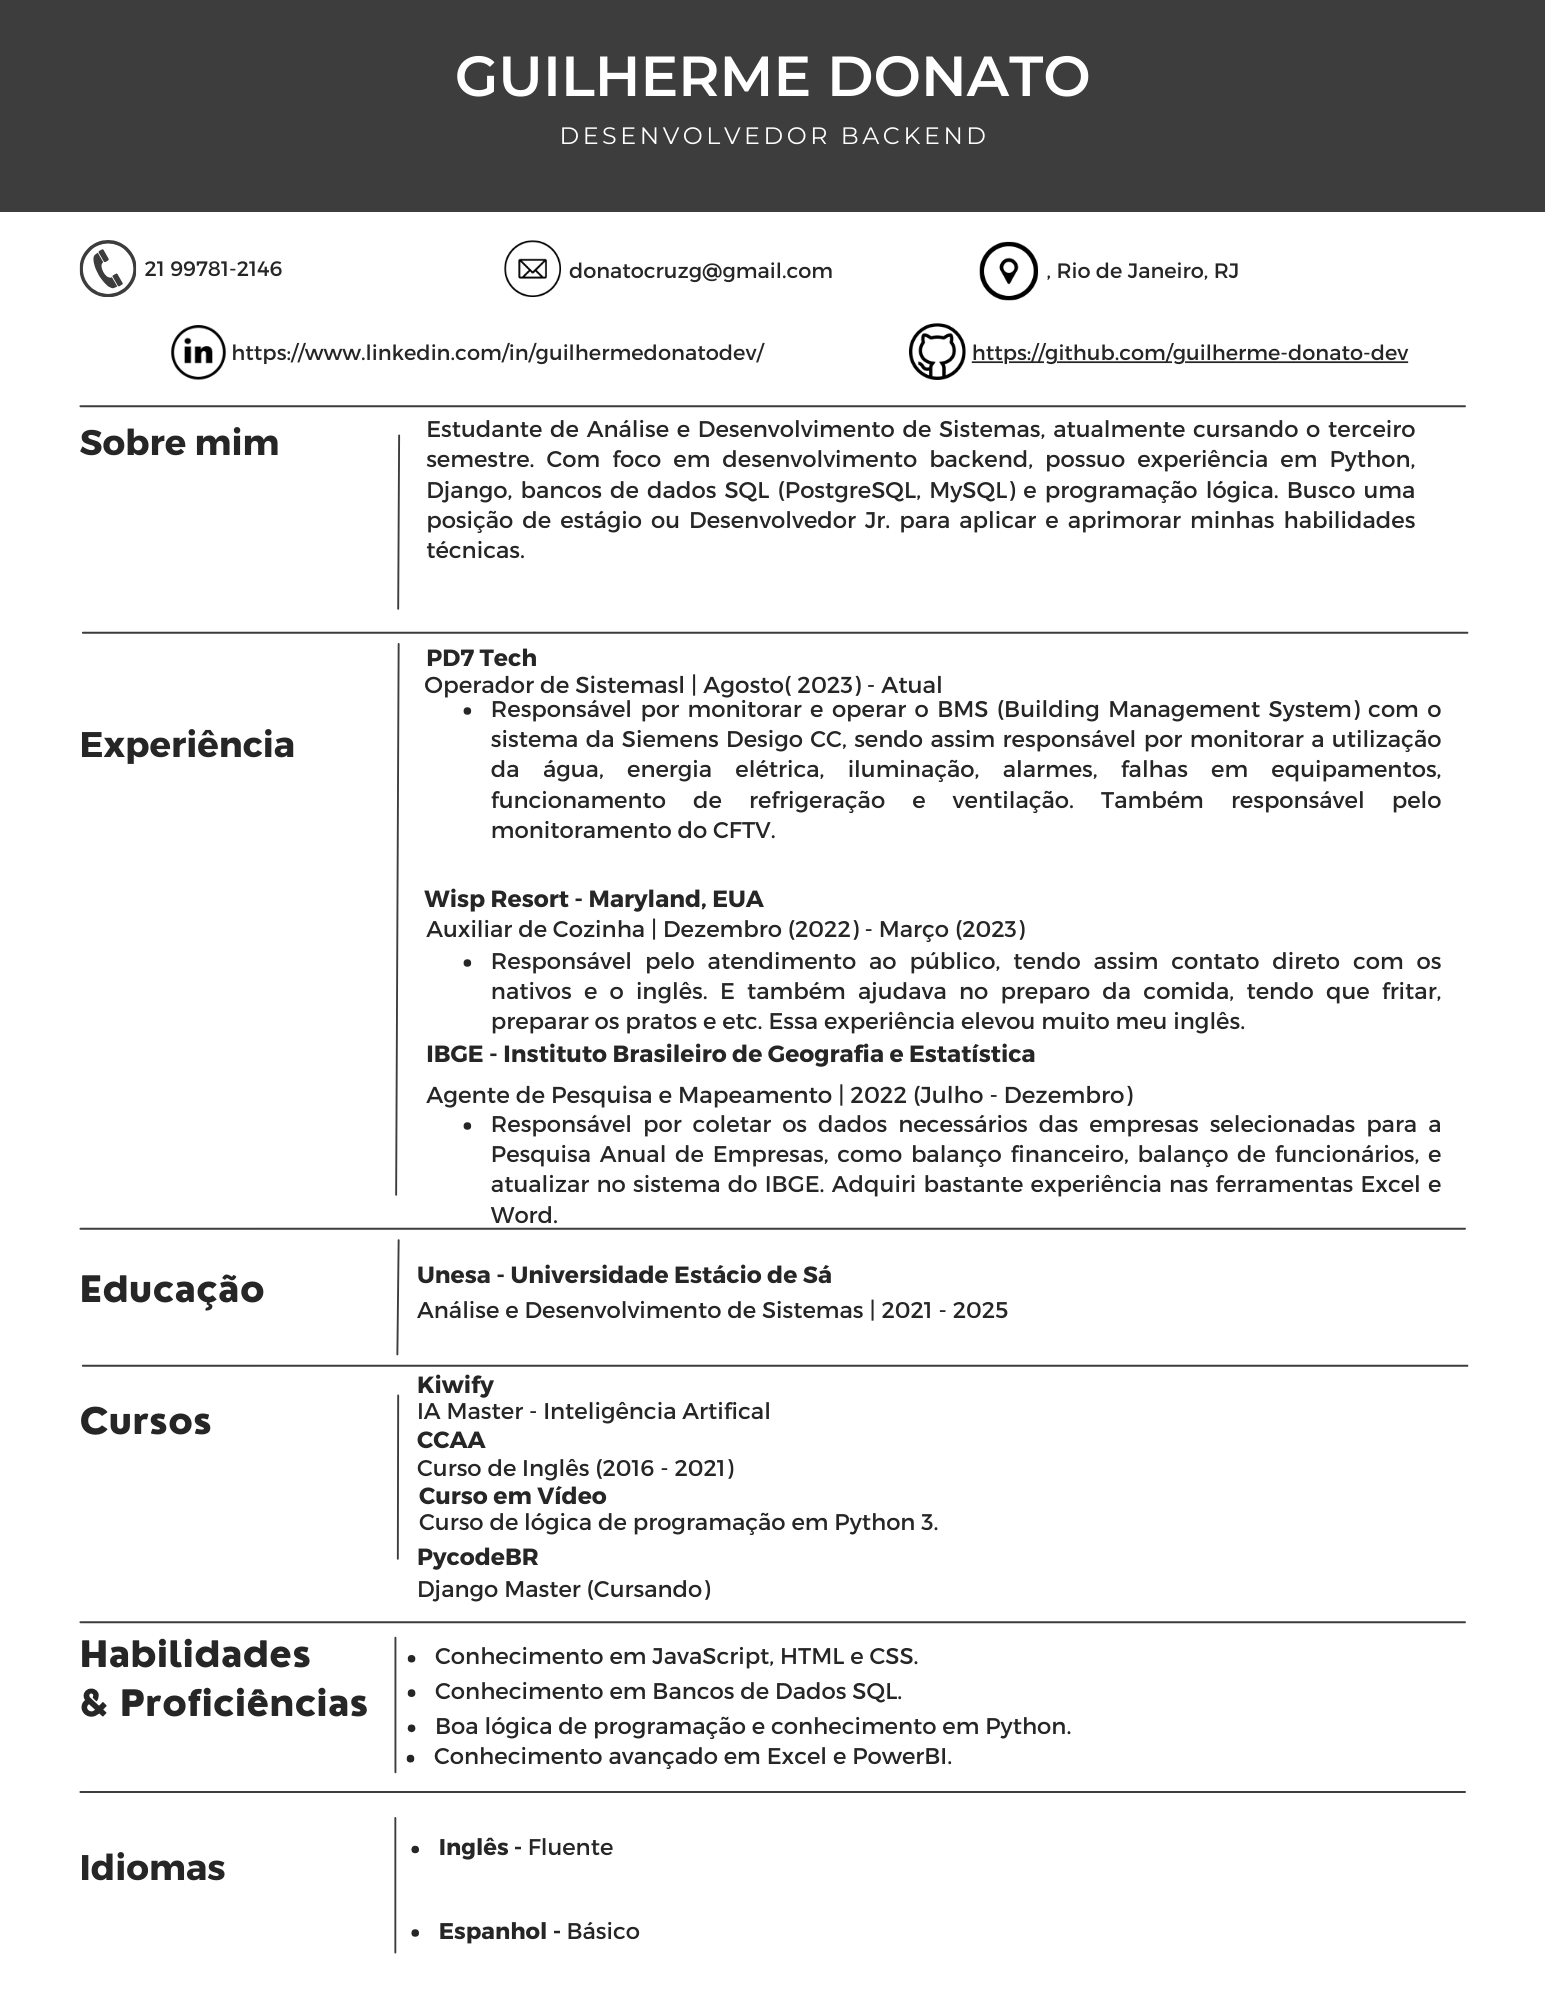 GUILHERME DONATO
DESENVOLVEDOR BACKEND
21 99781-2146
donatocruzg@gmail.com
, Rio de Janeiro, RJ
in
https://www.linkedin.com/in/guilhermedonatodev/
https://github.com/guilherme-donato-dev
Sobre mim
Estudante de Análise e Desenvolvimento de Sistemas, atualmente cursando o terceiro
semestre. Com foco em desenvolvimento backend, possuo experiência em Python,
Django, bancos de dados SQL (PostgreSQL, MySQL) e programação lógica. Busco uma
posição de estágio ou Desenvolvedor Jr. para aplicar e aprimorar minhas habilidades
técnicas.
Experiência
PD7 Tech
Operador de Sistemasl | Agosto( 2023) - Atual
• Responsável por monitorar e operar o BMS (Building Management System) com o
sistema da Siemens Desigo CC, sendo assim responsável por monitorar a utilização
da água, energia elétrica, iluminação, alarmes, falhas em equipamentos,
funcionamento de refrigeração e ventilação. Também responsável pelo
monitoramento do CFTV.
Wisp Resort - Maryland, EUA
Auxiliar de Cozinha | Dezembro (2022) - Março (2023)
• Responsável pelo atendimento ao público, tendo assim contato direto com os
nativos e o inglês. E também ajudava no preparo da comida, tendo que fritar,
preparar os pratos e etc. Essa experiência elevou muito meu inglês.
IBGE - Instituto Brasileiro de Geografia e Estatística
Agente de Pesquisa e Mapeamento | 2022 (Julho - Dezembro)
• Responsável por coletar os dados necessários das empresas selecionadas para a
Pesquisa Anual de Empresas, como balanço financeiro, balanço de funcionários, e
atualizar no sistema do IBGE. Adquiri bastante experiência nas ferramentas Excel e
Word.
Educação
Unesa - Universidade Estácio de Sá
Análise e Desenvolvimento de Sistemas | 2021 - 2025
Cursos
Kiwify
IA Master - Inteligência Artifical
CCAA
Curso de Inglês (2016 - 2021)
Curso em Vídeo
Curso de lógica de programação em Python 3.
PycodeBR
Django Master (Cursando)
Habilidades
& Proficiências
• Conhecimento em JavaScript, HTML e CSS.
• Conhecimento em Bancos de Dados SQL.
• Boa lógica de programação e conhecimento em Python.
• Conhecimento avançado em Excel e PowerBI.
Idiomas
• Inglês - Fluente
• Espanhol - Básico